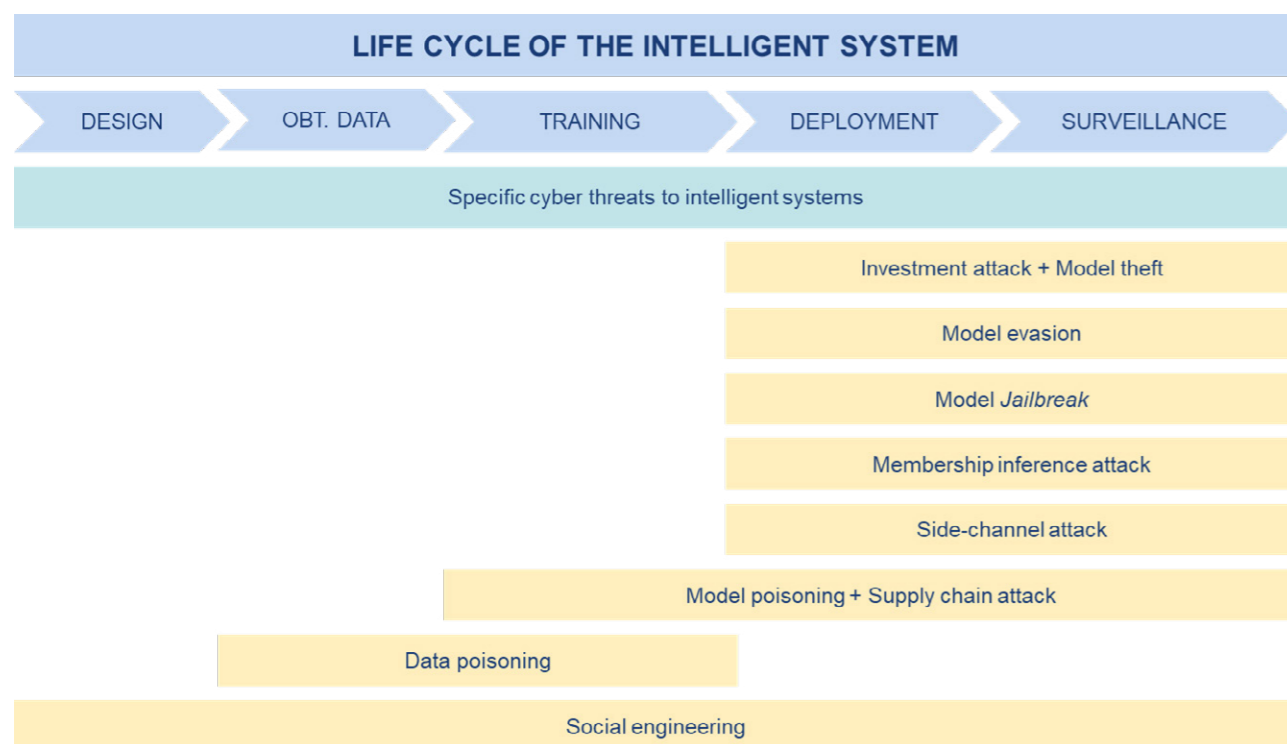 LIFE CYCLE OF THE INTELLIGENT SYSTEM
DESIGN
OBT. DATA
TRAINING
DEPLOYMENT
SURVEILLANCE
Specific cyber threats to intelligent systems
Investment attack + Model theft
Model evasion
Model Jailbreak
Membership inference attack
Side-channel attack
Model poisoning + Supply chain attack
Data poisoning
Social engineering